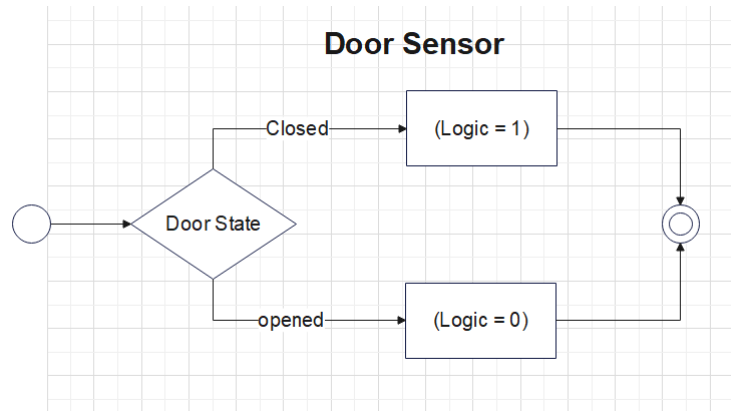 Door Sensor
Closed
(Logic = 1)
Door State
opened
(Logic = 0)